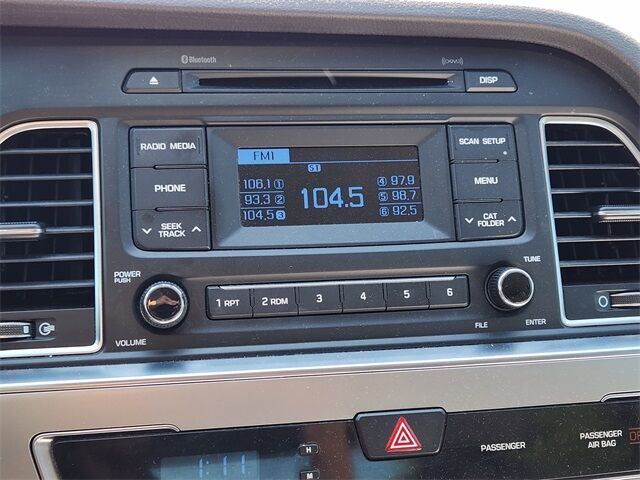 Bluetooth
(XM)
DISP
RADIO MEDIA
PHONE
SEEK
TRACK
FM1
ST
106.1 1
93.3 2
104.5 3
104.5
4 97.9
5 98.7
6 92.5
SCAN SETUP
MENU
CAT
FOLDER
POWER
PUSH
VOLUME
1 RPT
2 RDM
3
4
5
6
TUNE
FILE
ENTER
1:11
H
M
PASSENGER
PASSENGER
AIR BAG